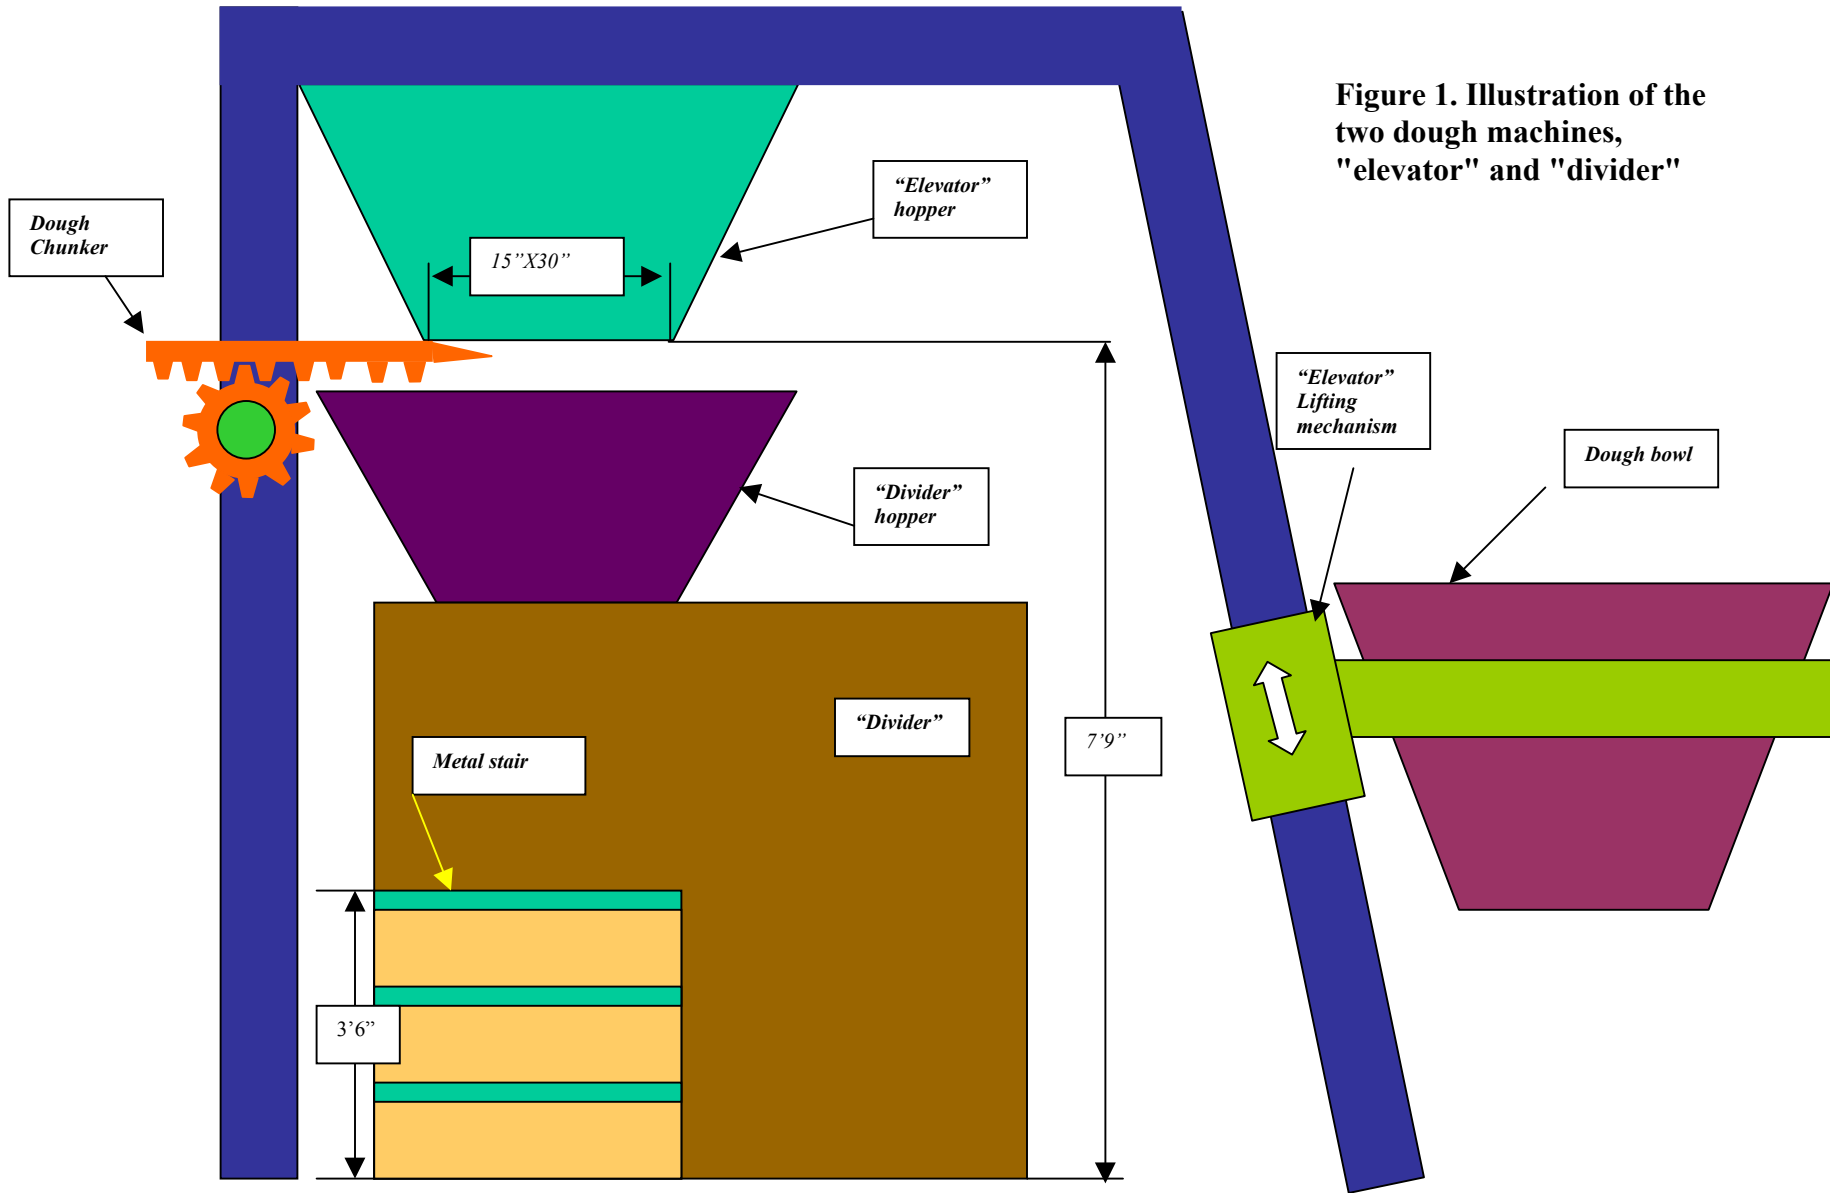 Figure 1. Illustration of the
two dough machines,
"elevator" and "divider"
“Elevator”
hopper
Dough
Chunker
15”X30”
“Elevator”
Lifting
mechanism
Dough bowl
“Divider”
hopper
“Divider”
7’9”
Metal stair
3’6”